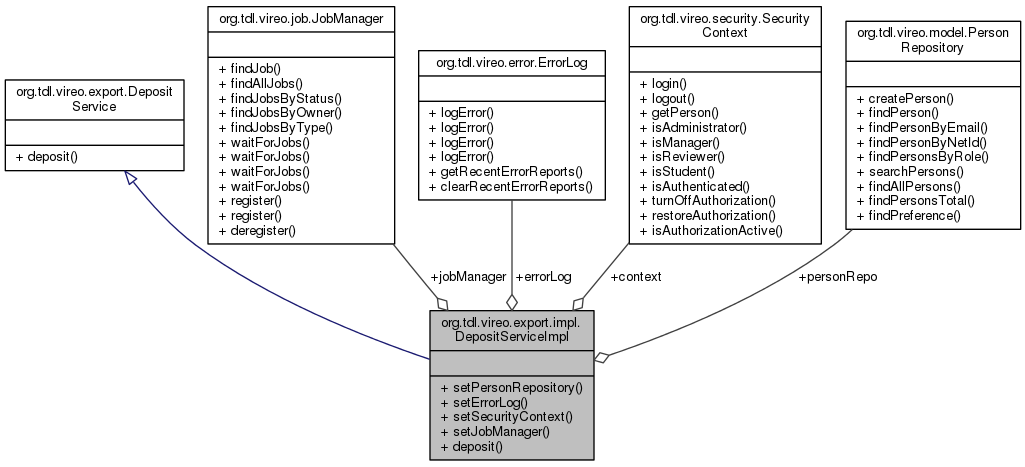 org.tdl.vireo.export.Deposit
Service
+ deposit()
org.tdl.vireo.job.JobManager
+ findJob()
+ findAllJobs()
+ findJobsByStatus()
+ findJobsByOwner()
+ findJobsByType()
+ waitForJobs()
+ waitForJobs()
+ waitForJobs()
+ waitForJobs()
+ register()
+ register()
+ deregister()
org.tdl.vireo.error.ErrorLog
+ logError()
+ logError()
+ logError()
+ logError()
+ getRecentErrorReports()
+ clearRecentErrorReports()
org.tdl.vireo.security.Security
Context
+ login()
+ logout()
+ getPerson()
+ isAdministrator()
+ isManager()
+ isReviewer()
+ isStudent()
+ isAuthenticated()
+ turnOffAuthorization()
+ restoreAuthorization()
+ isAuthorizationActive()
org.tdl.vireo.model.Person
Repository
+ createPerson()
+ findPerson()
+ findPersonByEmail()
+ findPersonByNetId()
+ findPersonsByRole()
+ searchPersons()
+ findAllPersons()
+ findPersonsTotal()
+ findPreference()
+jobManager
+errorLog
+context
+personRepo
org.tdl.vireo.export.impl.
DepositServiceImpl
+ setPersonRepository()
+ setErrorLog()
+ setSecurityContext()
+ setJobManager()
+ deposit()